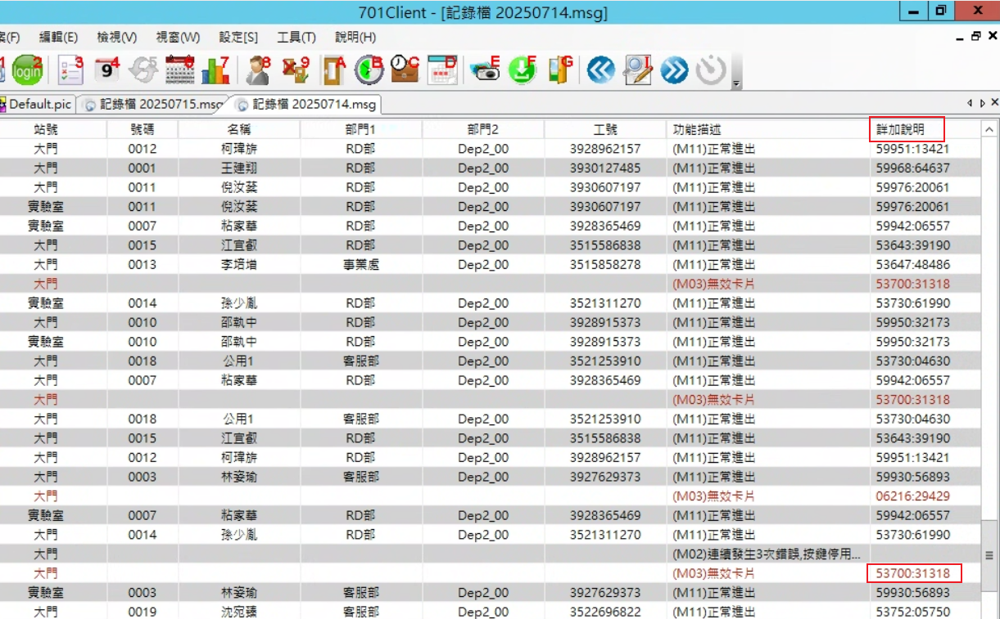 701Client - [記錄檔 20250714.msg]
(F) 編輯(E) 檢視(V) 視窗(W) 設定[S] 工具(T) 說明(H)
login 3 9 4 5 6 7 8 9 A B C D E F G
Default.pic 記錄檔 20250715.msg 記錄檔 20250714.msg
站號 號碼 名稱 部門1 部門2 工號 功能描述 詳加說明
大門 0012 柯瑋旂 RD部 Dep2_00 3928962157 (M11)正常進出 59951:13421
大門 0001 王建翔 RD部 Dep2_00 3930127485 (M11)正常進出 59968:64637
大門 0011 倪汝棻 RD部 Dep2_00 3930607197 (M11)正常進出 59976:20061
實驗室 0011 倪汝棻 RD部 Dep2_00 3930607197 (M11)正常進出 59976:20061
實驗室 0007 粘家華 RD部 Dep2_00 3928365469 (M11)正常進出 59942:06557
大門 0015 江宜叡 RD部 Dep2_00 3515586838 (M11)正常進出 53643:39190
大門 0013 李培增 事業處 Dep2_00 3515858278 (M11)正常進出 53647:48486
大門 (M03)無效卡片 53700:31318
實驗室 0014 孫少胤 RD部 Dep2_00 3521311270 (M11)正常進出 53730:61990
大門 0010 邵執中 RD部 Dep2_00 3928915373 (M11)正常進出 59950:32173
實驗室 0010 邵執中 RD部 Dep2_00 3928915373 (M11)正常進出 59950:32173
大門 0018 公用1 客服部 Dep2_00 3521253910 (M11)正常進出 53730:04630
大門 0007 粘家華 RD部 Dep2_00 3928365469 (M11)正常進出 59942:06557
大門 (M03)無效卡片 53700:31318
大門 0018 公用1 客服部 Dep2_00 3521253910 (M11)正常進出 53730:04630
大門 0015 江宜叡 RD部 Dep2_00 3515586838 (M11)正常進出 53643:39190
大門 0012 柯瑋旂 RD部 Dep2_00 3928962157 (M11)正常進出 59951:13421
大門 0003 林姿瑜 客服部 Dep2_00 3927629373 (M11)正常進出 59930:56893
大門 (M03)無效卡片 06216:29429
實驗室 0007 粘家華 RD部 Dep2_00 3928365469 (M11)正常進出 59942:06557
大門 0014 孫少胤 RD部 Dep2_00 3521311270 (M11)正常進出 53730:61990
大門 (M02)連續發生3次錯誤,按鍵停用...
大門 (M03)無效卡片 53700:31318
實驗室 0003 林姿瑜 客服部 Dep2_00 3927629373 (M11)正常進出 59930:56893
大門 0019 沈宛臻 客服部 Dep2_00 3522696822 (M11)正常進出 53752:05750